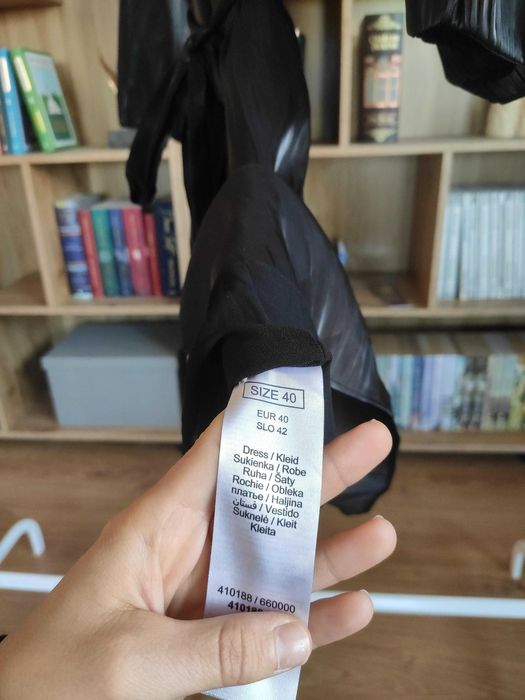 SIZE 40
EUR 40
SLO 42
Dress / Kleid
Sukienka / Robe
Ruha / Šaty
Rochie / Obleka
платье / Haljina
فستان / Vestido
Suknelė / Kleit
Kleita
410188 / 660000